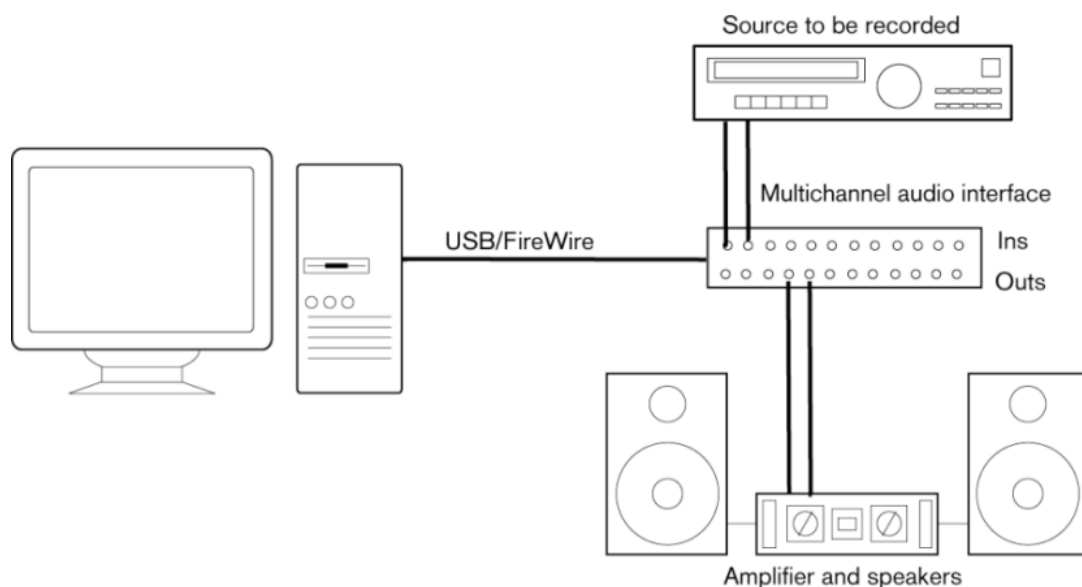 Source to be recorded
Multichannel audio interface
USB/FireWire
Ins
Outs
Amplifier and speakers